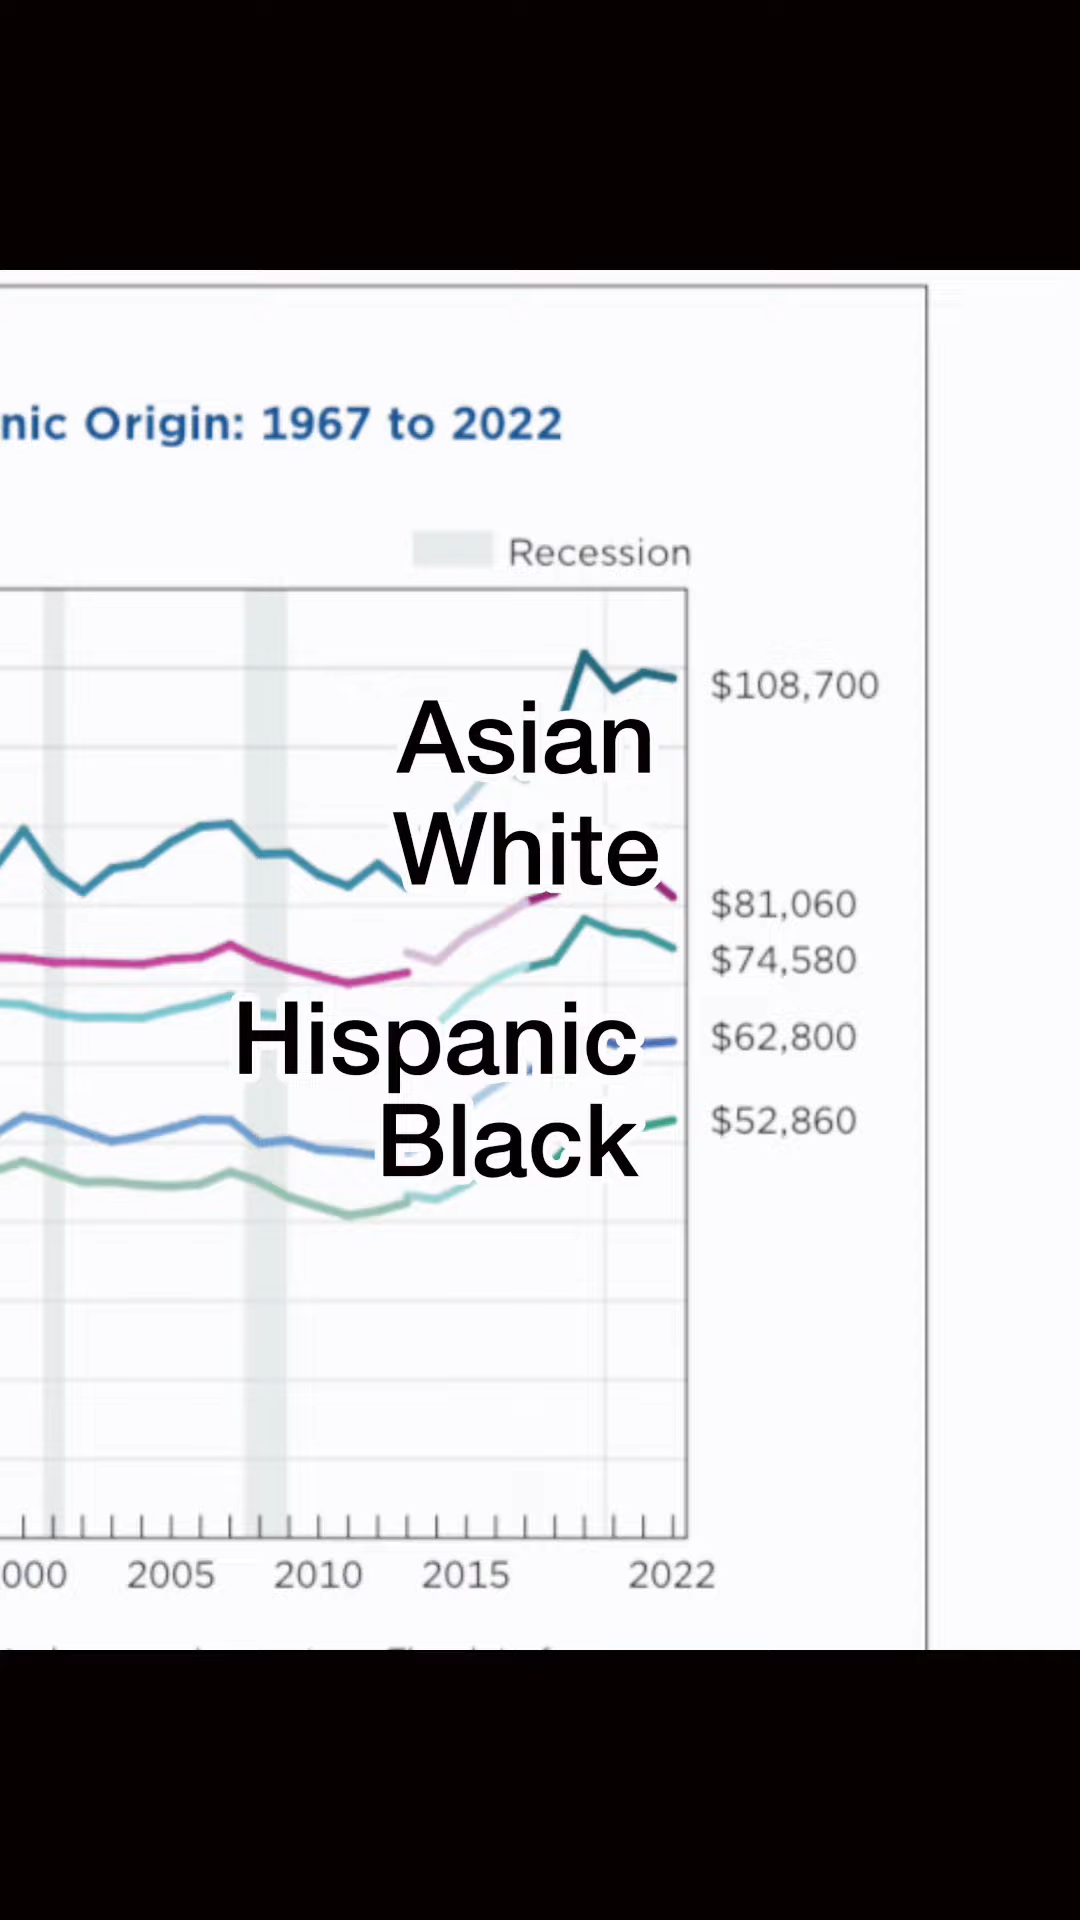 nic Origin: 1967 to 2022
Recession
$108,700
Asian
White
$81,060
$74,580
Hispanic
$62,800
Black
$52,860
000 2005 2010 2015 2022